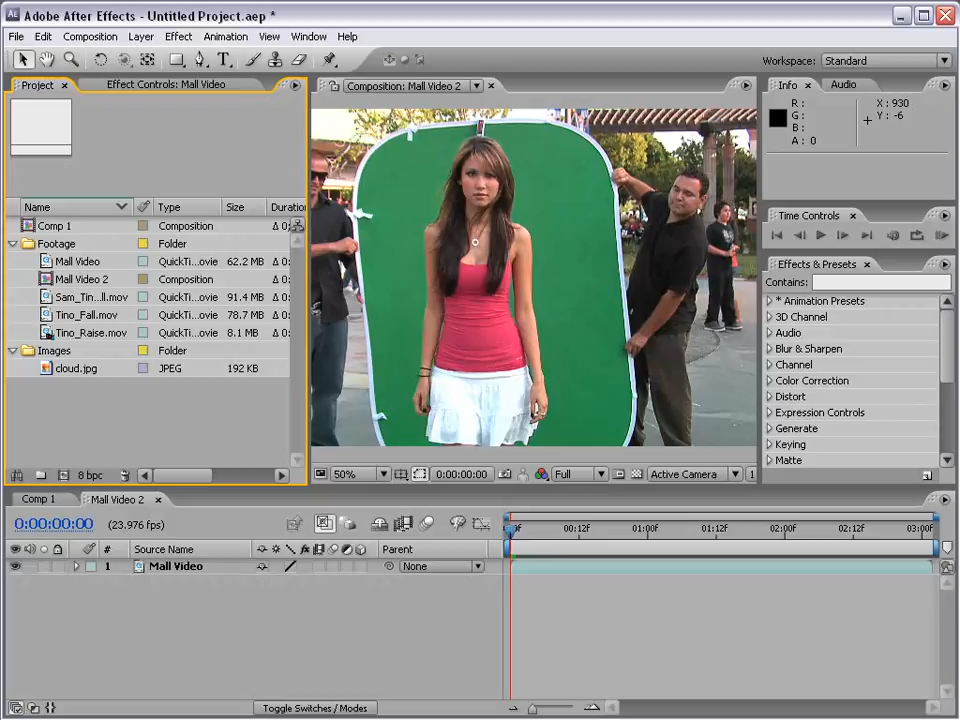 Adobe After Effects - Untitled Project.aep *
File Edit Composition Layer Effect Animation View Window Help
Workspace: Standard
Project Effect Controls: Mall Video
Composition: Mall Video 2
Info Audio
R :
G :
B :
A : 0
X : 930
Y : -6
Name Type Size Duration
Comp 1 Composition Δ 0:
Footage Folder
Mall Video QuickTi...ovie 62.2 MB Δ 0:
Mall Video 2 Composition Δ 0:
Sam_Tin...ll.mov QuickTi...ovie 91.4 MB Δ 0:
Tino_Fall.mov QuickTi...ovie 78.7 MB Δ 0:
Tino_Raise.mov QuickTi...ovie 8.1 MB Δ 0:
Images Folder
cloud.jpg JPEG 192 KB
8 bpc
50% 0:00:00:00 Full Active Camera 1
Time Controls
Effects & Presets
Contains:
* Animation Presets
3D Channel
Audio
Blur & Sharpen
Channel
Color Correction
Distort
Expression Controls
Generate
Keying
Matte
Comp 1 Mall Video 2
0:00:00:00 (23.976 fps)
00:12f 01:00f 01:12f 02:00f 02:12f 03:00f
# Source Name Parent
1 Mall Video None
Toggle Switches / Modes